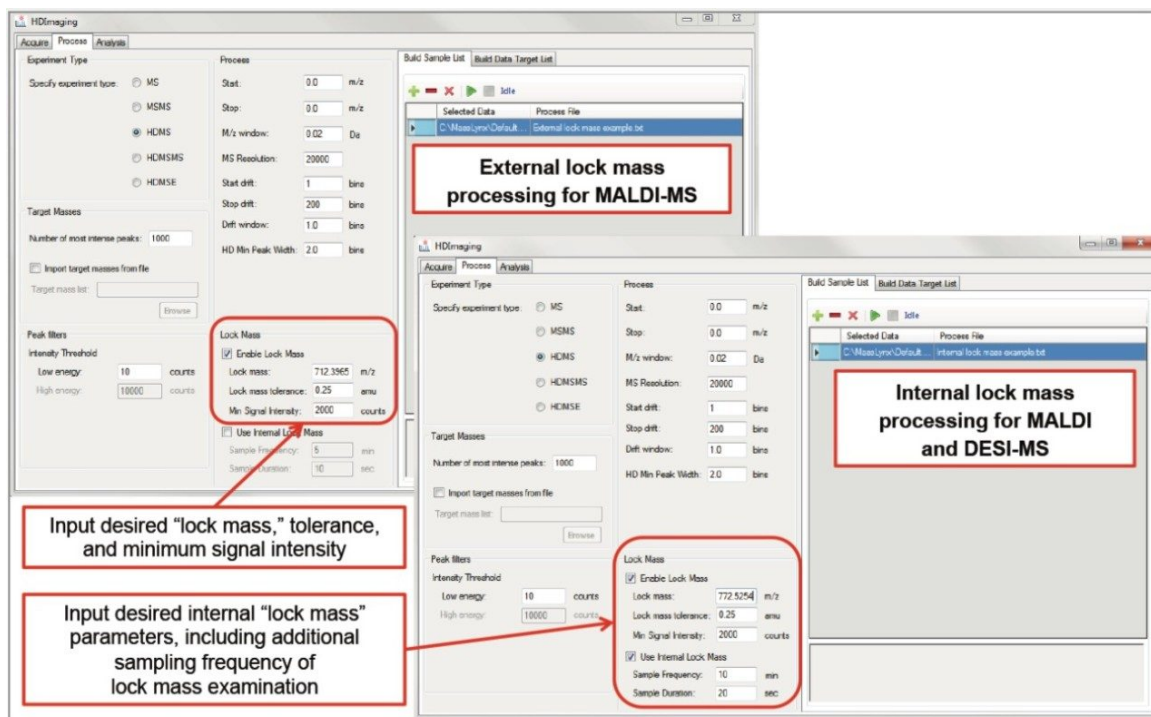 HDImaging
Acquire Process Analysis
Experiment Type
Specify experiment type: MS
MSMS
HDMS
HDMSMS
HDMSE
Target Masses
Number of most intense peaks: 1000
Import target masses from file
Target mass list:
Browse
Peak filters
Intensity Threshold
Low energy: 10 counts
High energy: 10000 counts
Process
Start: 0.0 m/z
Stop: 0.0 m/z
M/z window: 0.02 Da
MS Resolution: 20000
Start drift: 1 bins
Stop drift: 200 bins
Drift window: 1.0 bins
HD Min Peak Width: 2.0 bins
Lock Mass
Enable Lock Mass
Lock mass: 712.3965 m/z
Lock mass tolerance: 0.25 amu
Min Signal Intensity: 2000 counts
Use Internal Lock Mass
Sample Frequency: 5 min
Sample Duration: 10 sec
Build Sample List Build Data Target List
Idle
Selected Data Process File
C:\MassLynx\Default... External lock mass example.txt
External lock mass
processing for MALDI-MS
Input desired “lock mass,” tolerance,
and minimum signal intensity
Input desired internal “lock mass”
parameters, including additional
sampling frequency of
lock mass examination
HDImaging
Acquire Process Analysis
Experiment Type
Specify experiment type: MS
MSMS
HDMS
HDMSMS
HDMSE
Target Masses
Number of most intense peaks: 1000
Import target masses from file
Target mass list:
Browse
Peak filters
Intensity Threshold
Low energy: 10 counts
High energy: 10000 counts
Process
Start: 0.0 m/z
Stop: 0.0 m/z
M/z window: 0.02 Da
MS Resolution: 20000
Start drift: 1 bins
Stop drift: 200 bins
Drift window: 1.0 bins
HD Min Peak Width: 2.0 bins
Lock Mass
Enable Lock Mass
Lock mass: 772.5254 m/z
Lock mass tolerance: 0.25 amu
Min Signal Intensity: 2000 counts
Use Internal Lock Mass
Sample Frequency: 10 min
Sample Duration: 20 sec
Build Sample List Build Data Target List
Idle
Selected Data Process File
C:\MassLynx\Default... Internal lock mass example.txt
Internal lock mass
processing for MALDI
and DESI-MS